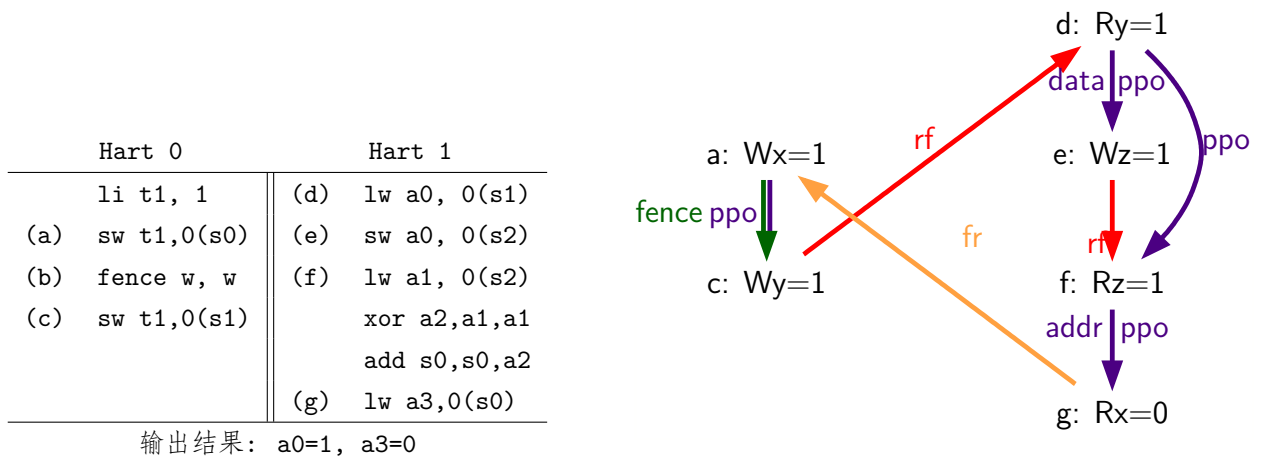 Hart 0 Hart 1
li t1, 1 (d) lw a0, 0(s1)
(a) sw t1,0(s0) (e) sw a0, 0(s2)
(b) fence w, w (f) lw a1, 0(s2)
(c) sw t1,0(s1) xor a2,a1,a1
add s0,s0,a2
(g) lw a3,0(s0)
输出结果: a0=1, a3=0
d: Ry=1
data ppo
rf
ppo
a: Wx=1
e: Wz=1
fence ppo
fr
rf
c: Wy=1
f: Rz=1
addr ppo
g: Rx=0